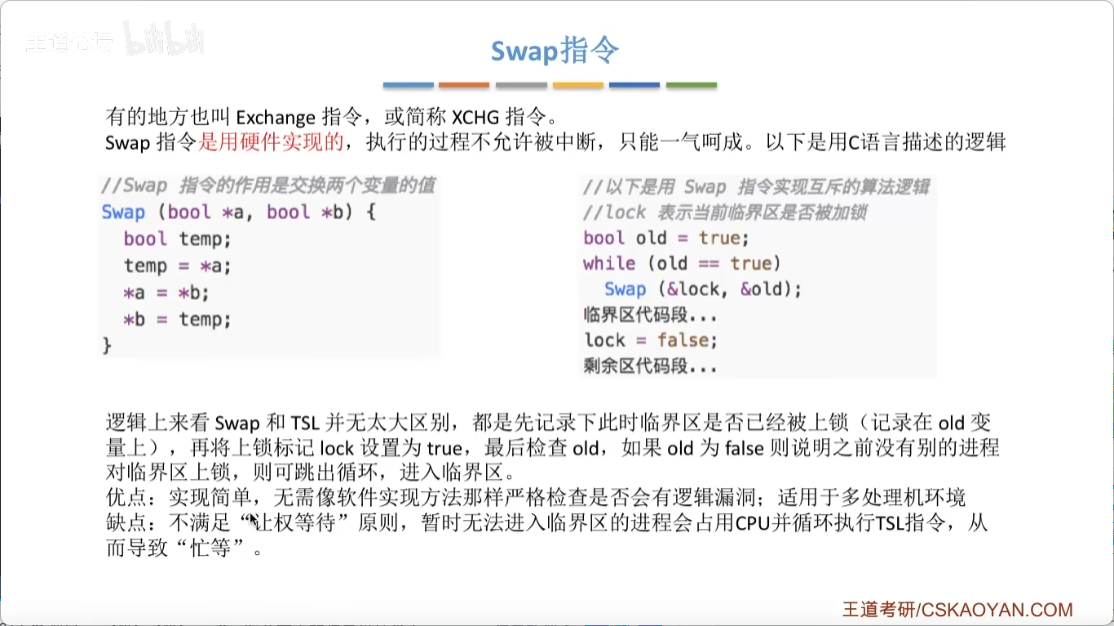 王道论坛 bilibili
Swap指令
有的地方也叫 Exchange 指令，或简称 XCHG 指令。
Swap 指令是用硬件实现的，执行的过程不允许被中断，只能一气呵成。以下是用C语言描述的逻辑
//Swap 指令的作用是交换两个变量的值
Swap (bool *a, bool *b) {
  bool temp;
  temp = *a;
  *a = *b;
  *b = temp;
}
//以下是用 Swap 指令实现互斥的算法逻辑
//lock 表示当前临界区是否被加锁
bool old = true;
while (old == true)
  Swap (&lock, &old);
临界区代码段...
lock = false;
剩余区代码段...
逻辑上来看 Swap 和 TSL 并无太大区别，都是先记录下此时临界区是否已经被上锁（记录在 old 变
量上），再将上锁标记 lock 设置为 true，最后检查 old，如果 old 为 false 则说明之前没有别的进程
对临界区上锁，则可跳出循环，进入临界区。
优点：实现简单，无需像软件实现方法那样严格检查是否会有逻辑漏洞；适用于多处理机环境
缺点：不满足“让权等待”原则，暂时无法进入临界区的进程会占用CPU并循环执行TSL指令，从
而导致“忙等”。
王道考研/CSKAOYAN.COM